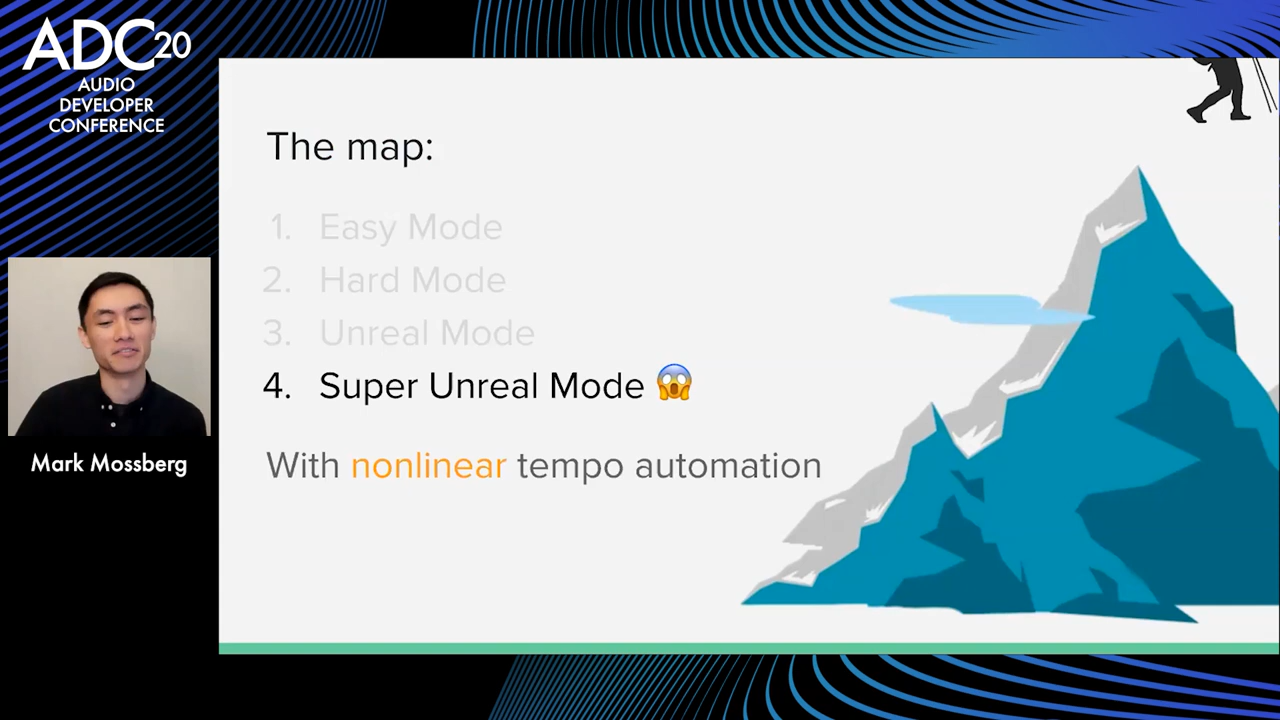 ADC20
AUDIO
DEVELOPER
CONFERENCE
The map:
1. Easy Mode
2. Hard Mode
3. Unreal Mode
4. Super Unreal Mode 😱
With nonlinear tempo automation
Mark Mossberg